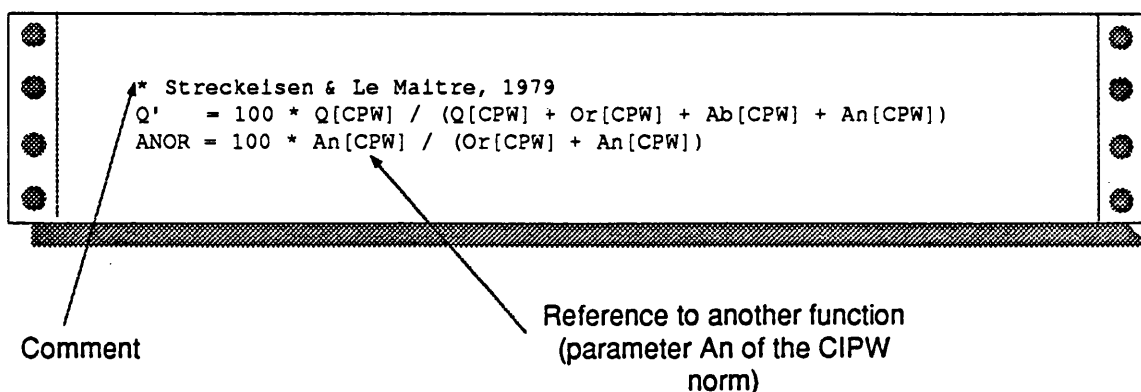 * Streckeisen & Le Maitre, 1979
Q' = 100 * Q[CPW] / (Q[CPW] + Or[CPW] + Ab[CPW] + An[CPW])
ANOR = 100 * An[CPW] / (Or[CPW] + An[CPW])
Comment
Reference to another function
(parameter An of the CIPW
norm)